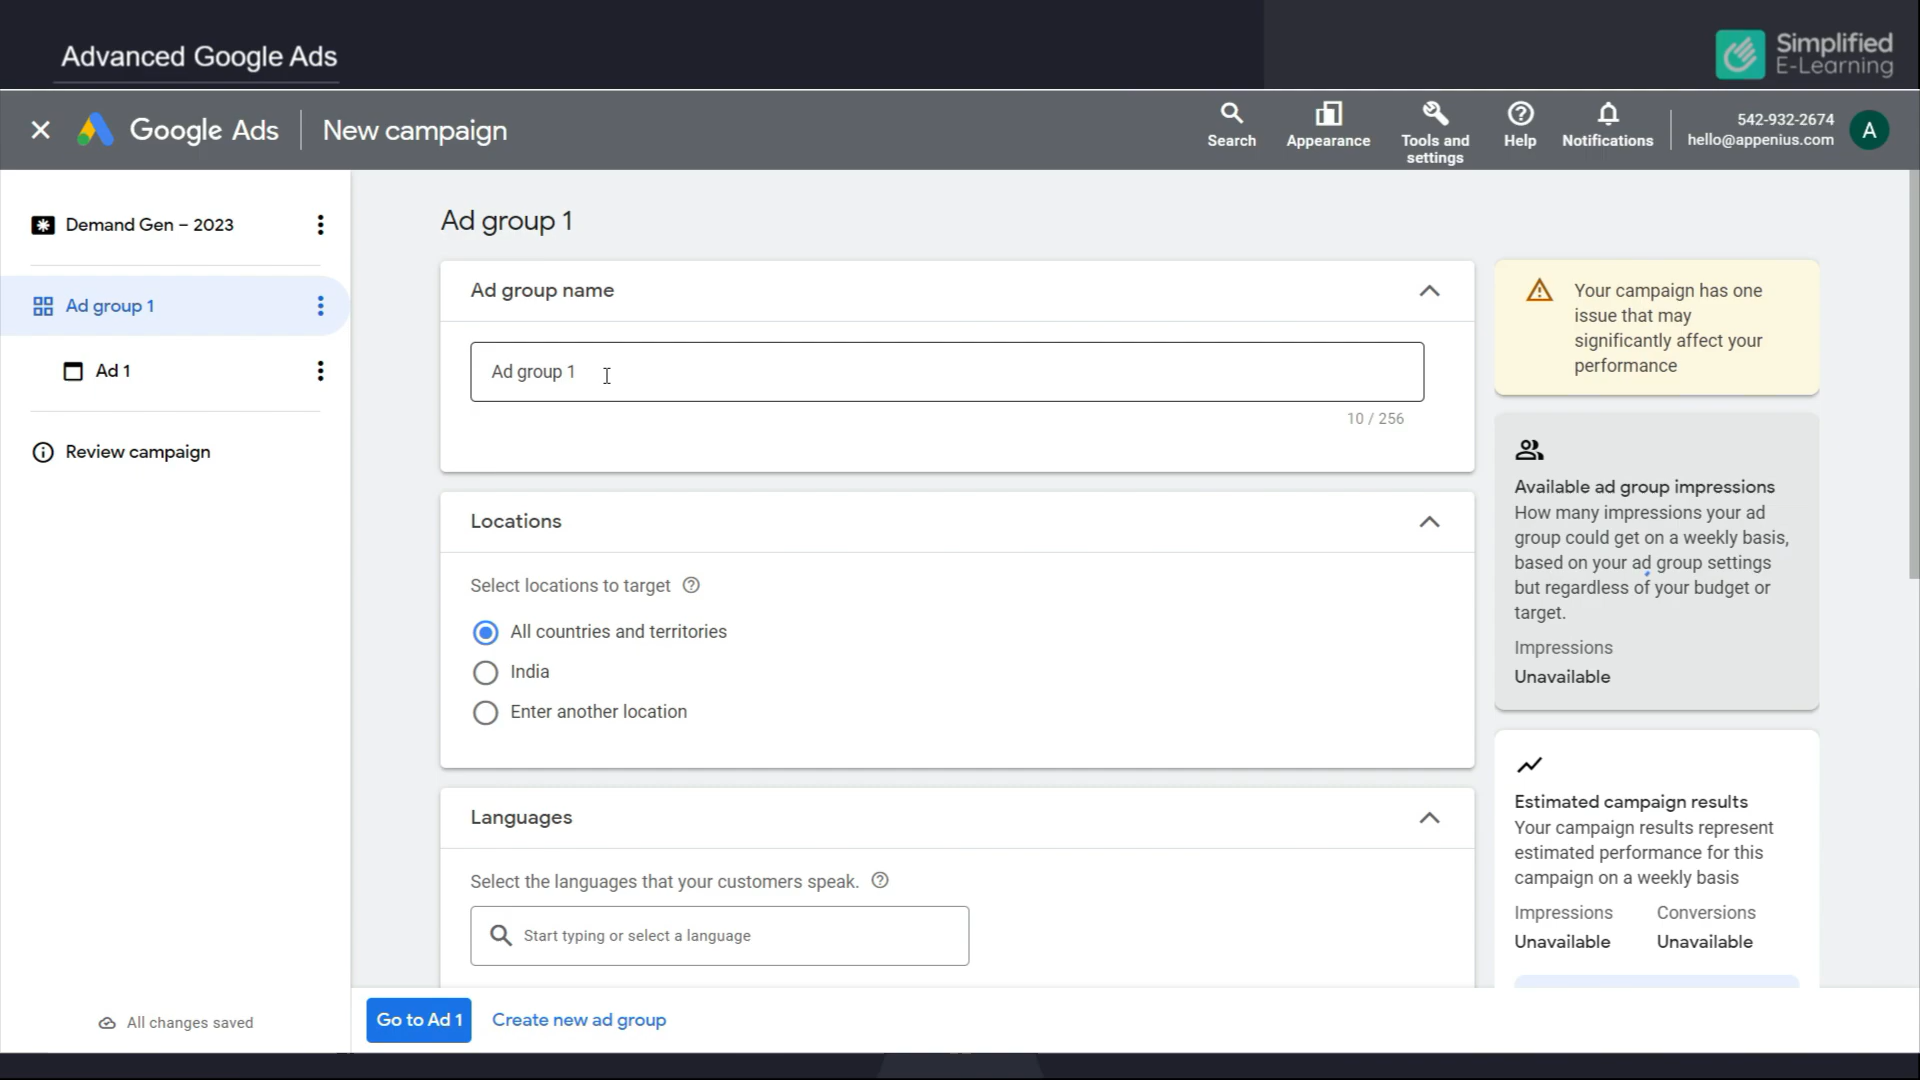 Advanced Google Ads
Simplified
E-Learning
Google Ads
New campaign
Search
Appearance
Tools and
settings
Help
Notifications
542-932-2674
hello@appenius.com
A
Demand Gen – 2023
Ad group 1
Ad 1
Review campaign
All changes saved
Ad group 1
Ad group name
Ad group 1
10 / 256
Locations
Select locations to target
All countries and territories
India
Enter another location
Languages
Select the languages that your customers speak.
Start typing or select a language
Go to Ad 1
Create new ad group
Your campaign has one
issue that may
significantly affect your
performance
Available ad group impressions
How many impressions your ad
group could get on a weekly basis,
based on your ad group settings
but regardless of your budget or
target.
Impressions
Unavailable
Estimated campaign results
Your campaign results represent
estimated performance for this
campaign on a weekly basis
Impressions Conversions
Unavailable Unavailable